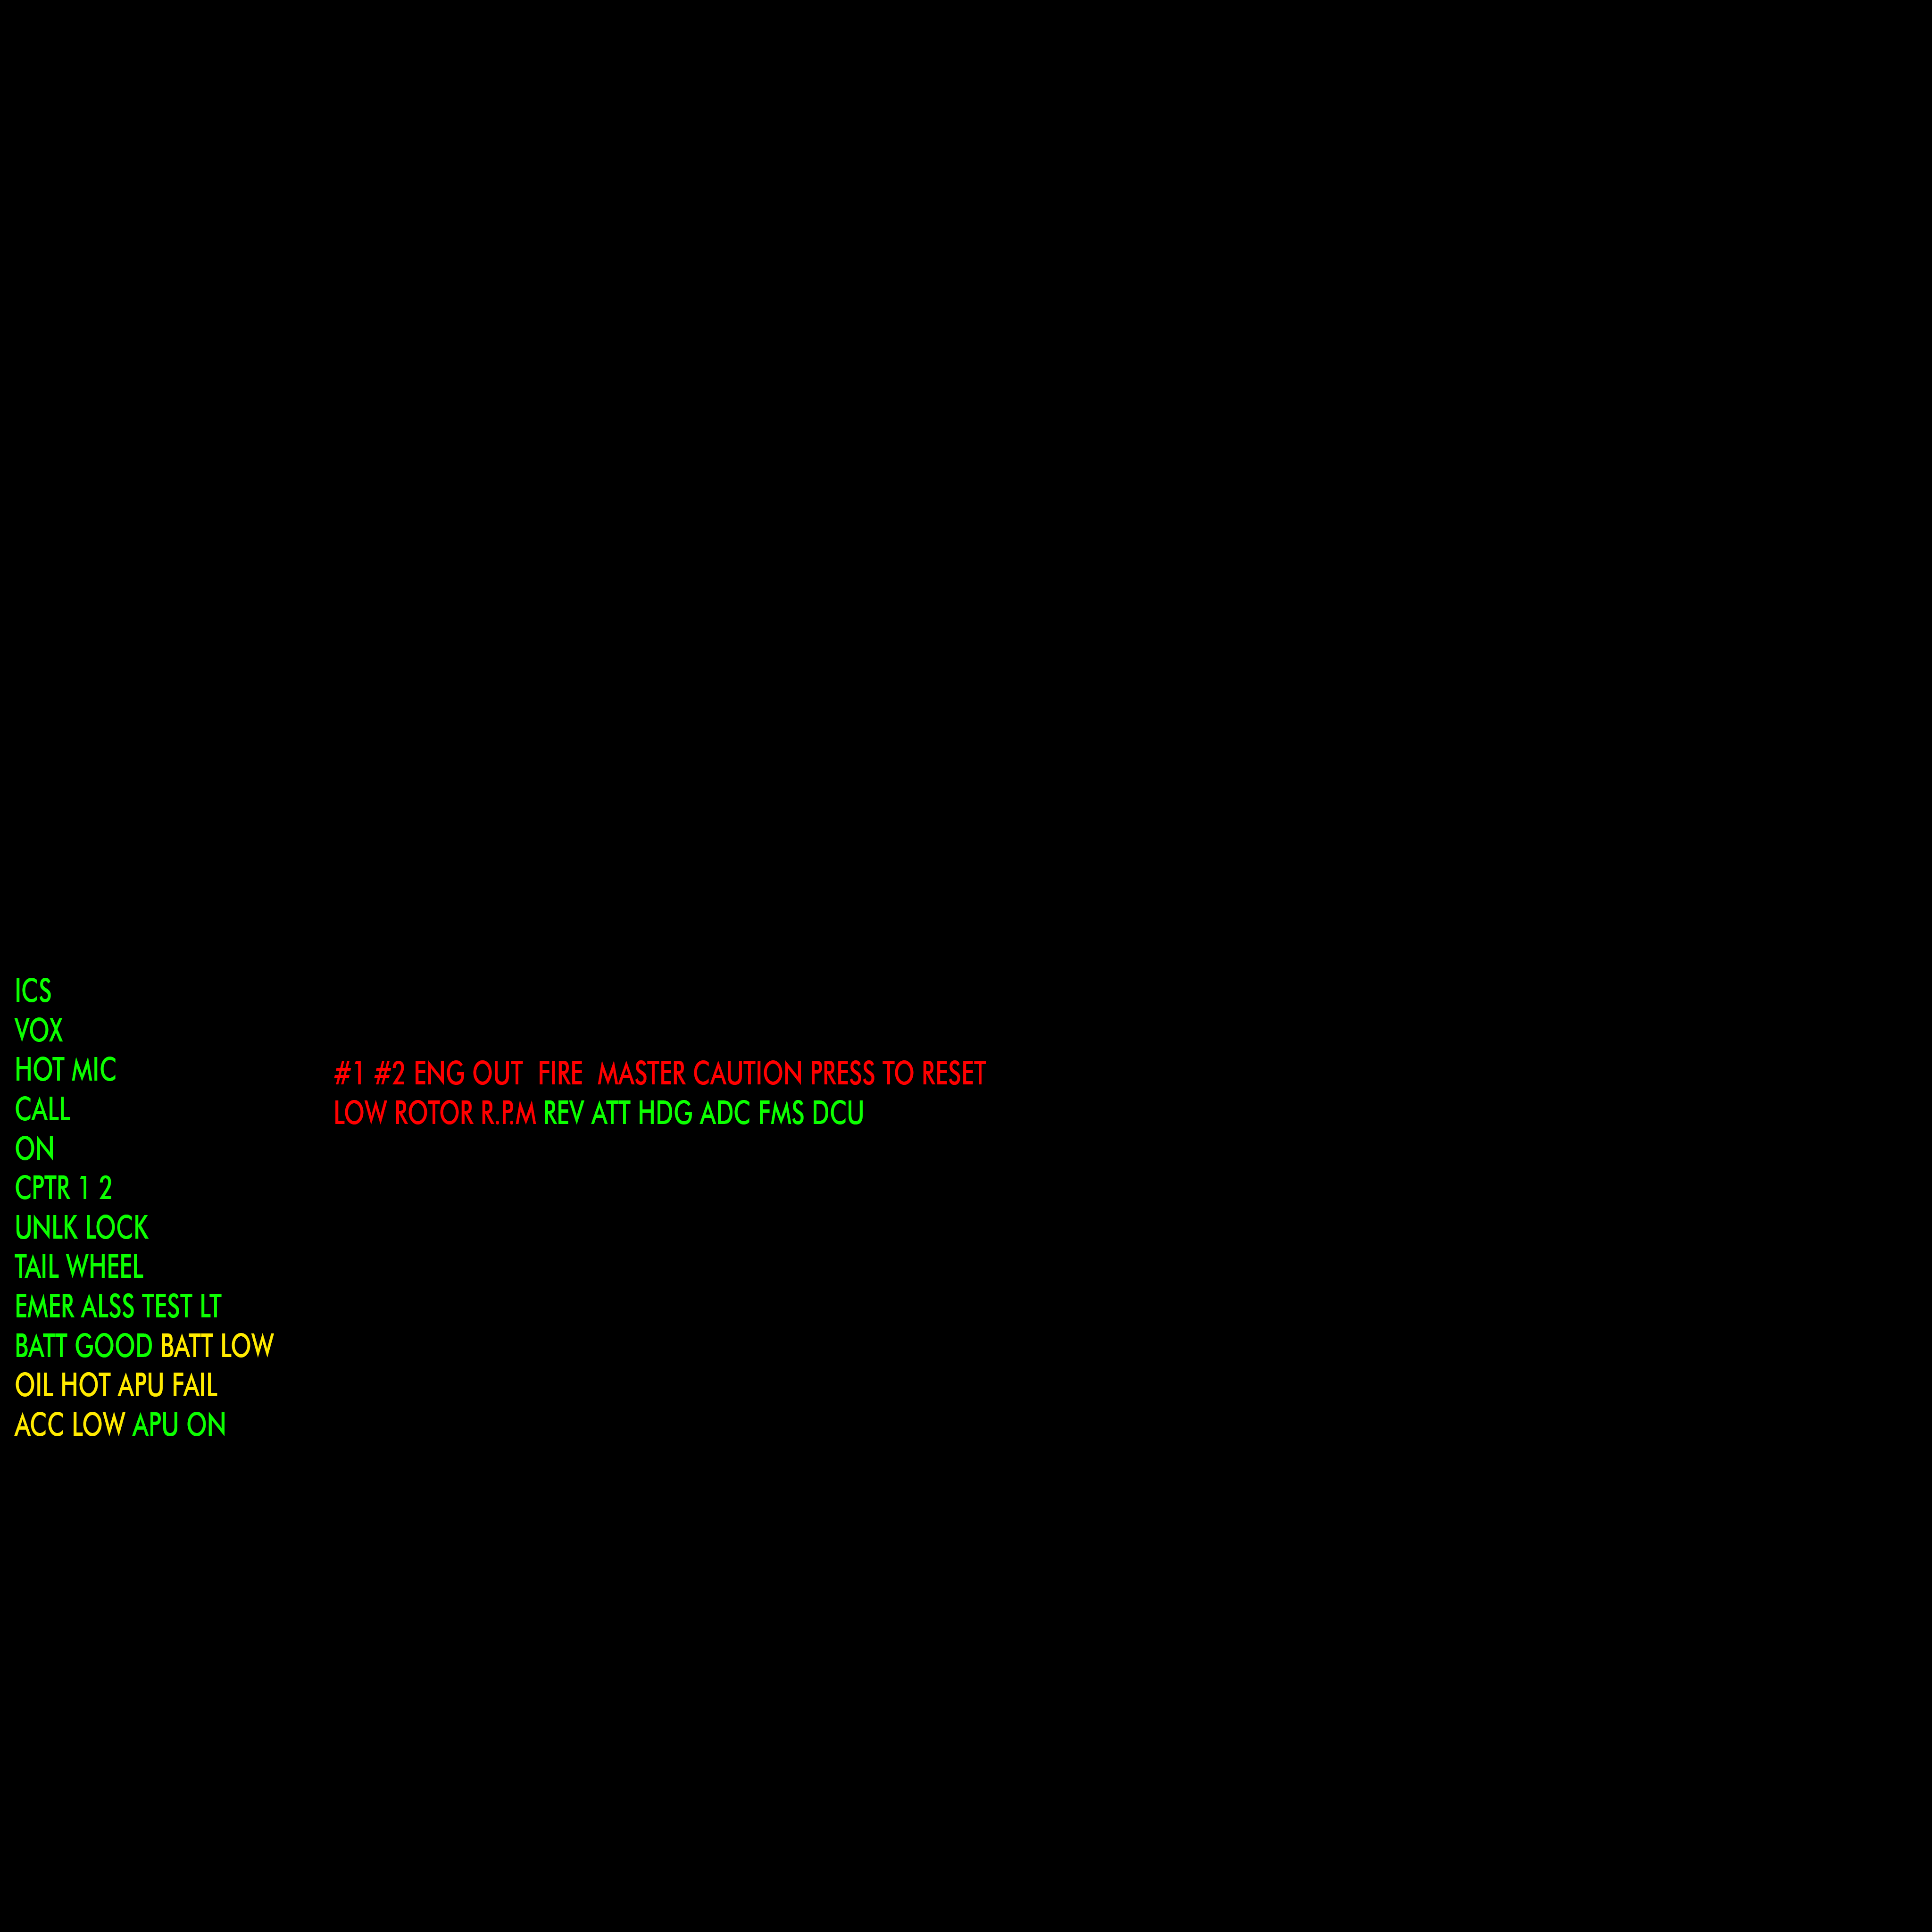 ICS
VOX
HOT MIC
CALL
ON
CPTR 1 2
UNLK LOCK
TAIL WHEEL
EMER ALSS TEST LT
BATT GOOD BATT LOW
OIL HOT APU FAIL
ACC LOW APU ON
#1 #2 ENG OUT  FIRE  MASTER CAUTION PRESS TO RESET
LOW ROTOR R.P.M REV ATT HDG ADC FMS DCU